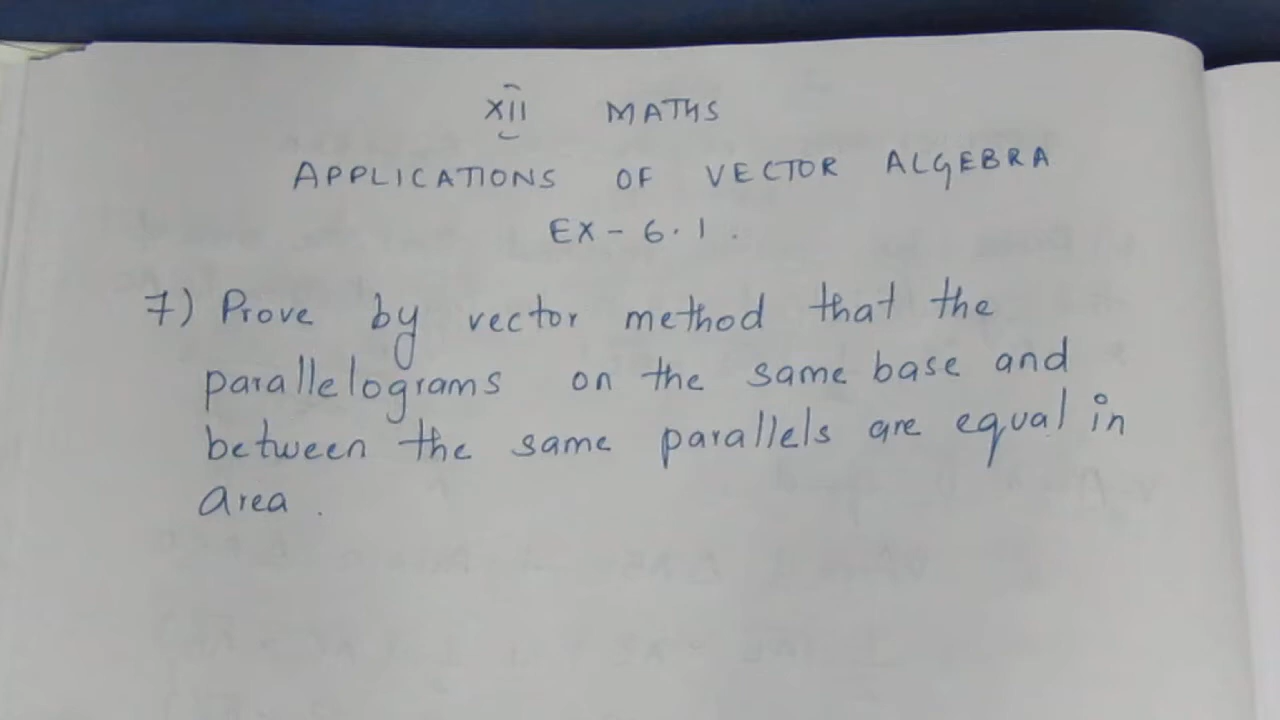 XII MATHS
APPLICATIONS OF VECTOR ALGEBRA
EX - 6.1.
7) Prove by vector method that the
parallelograms on the same base and
between the same parallels are equal in
area.